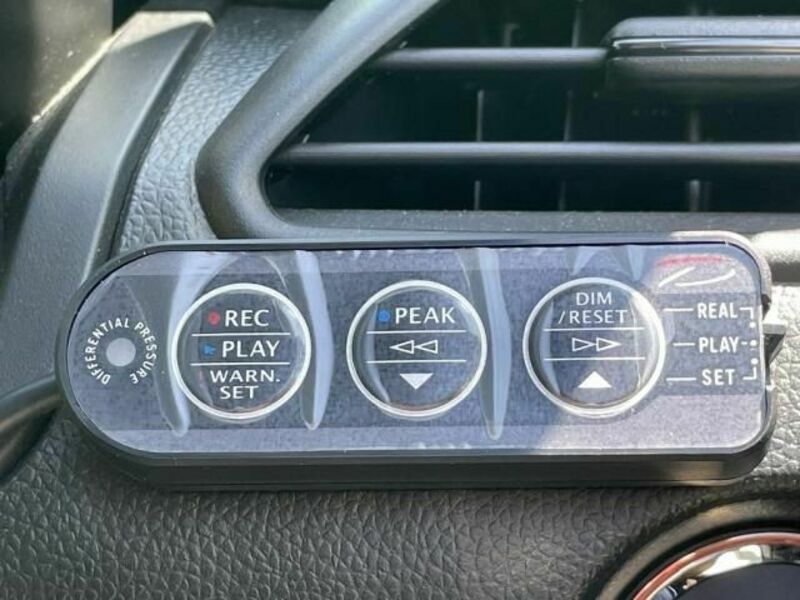 DIFFERENTIAL PRESSURE
REC
PLAY
WARN.
SET
PEAK
DIM
/RESET
REAL
PLAY
SET